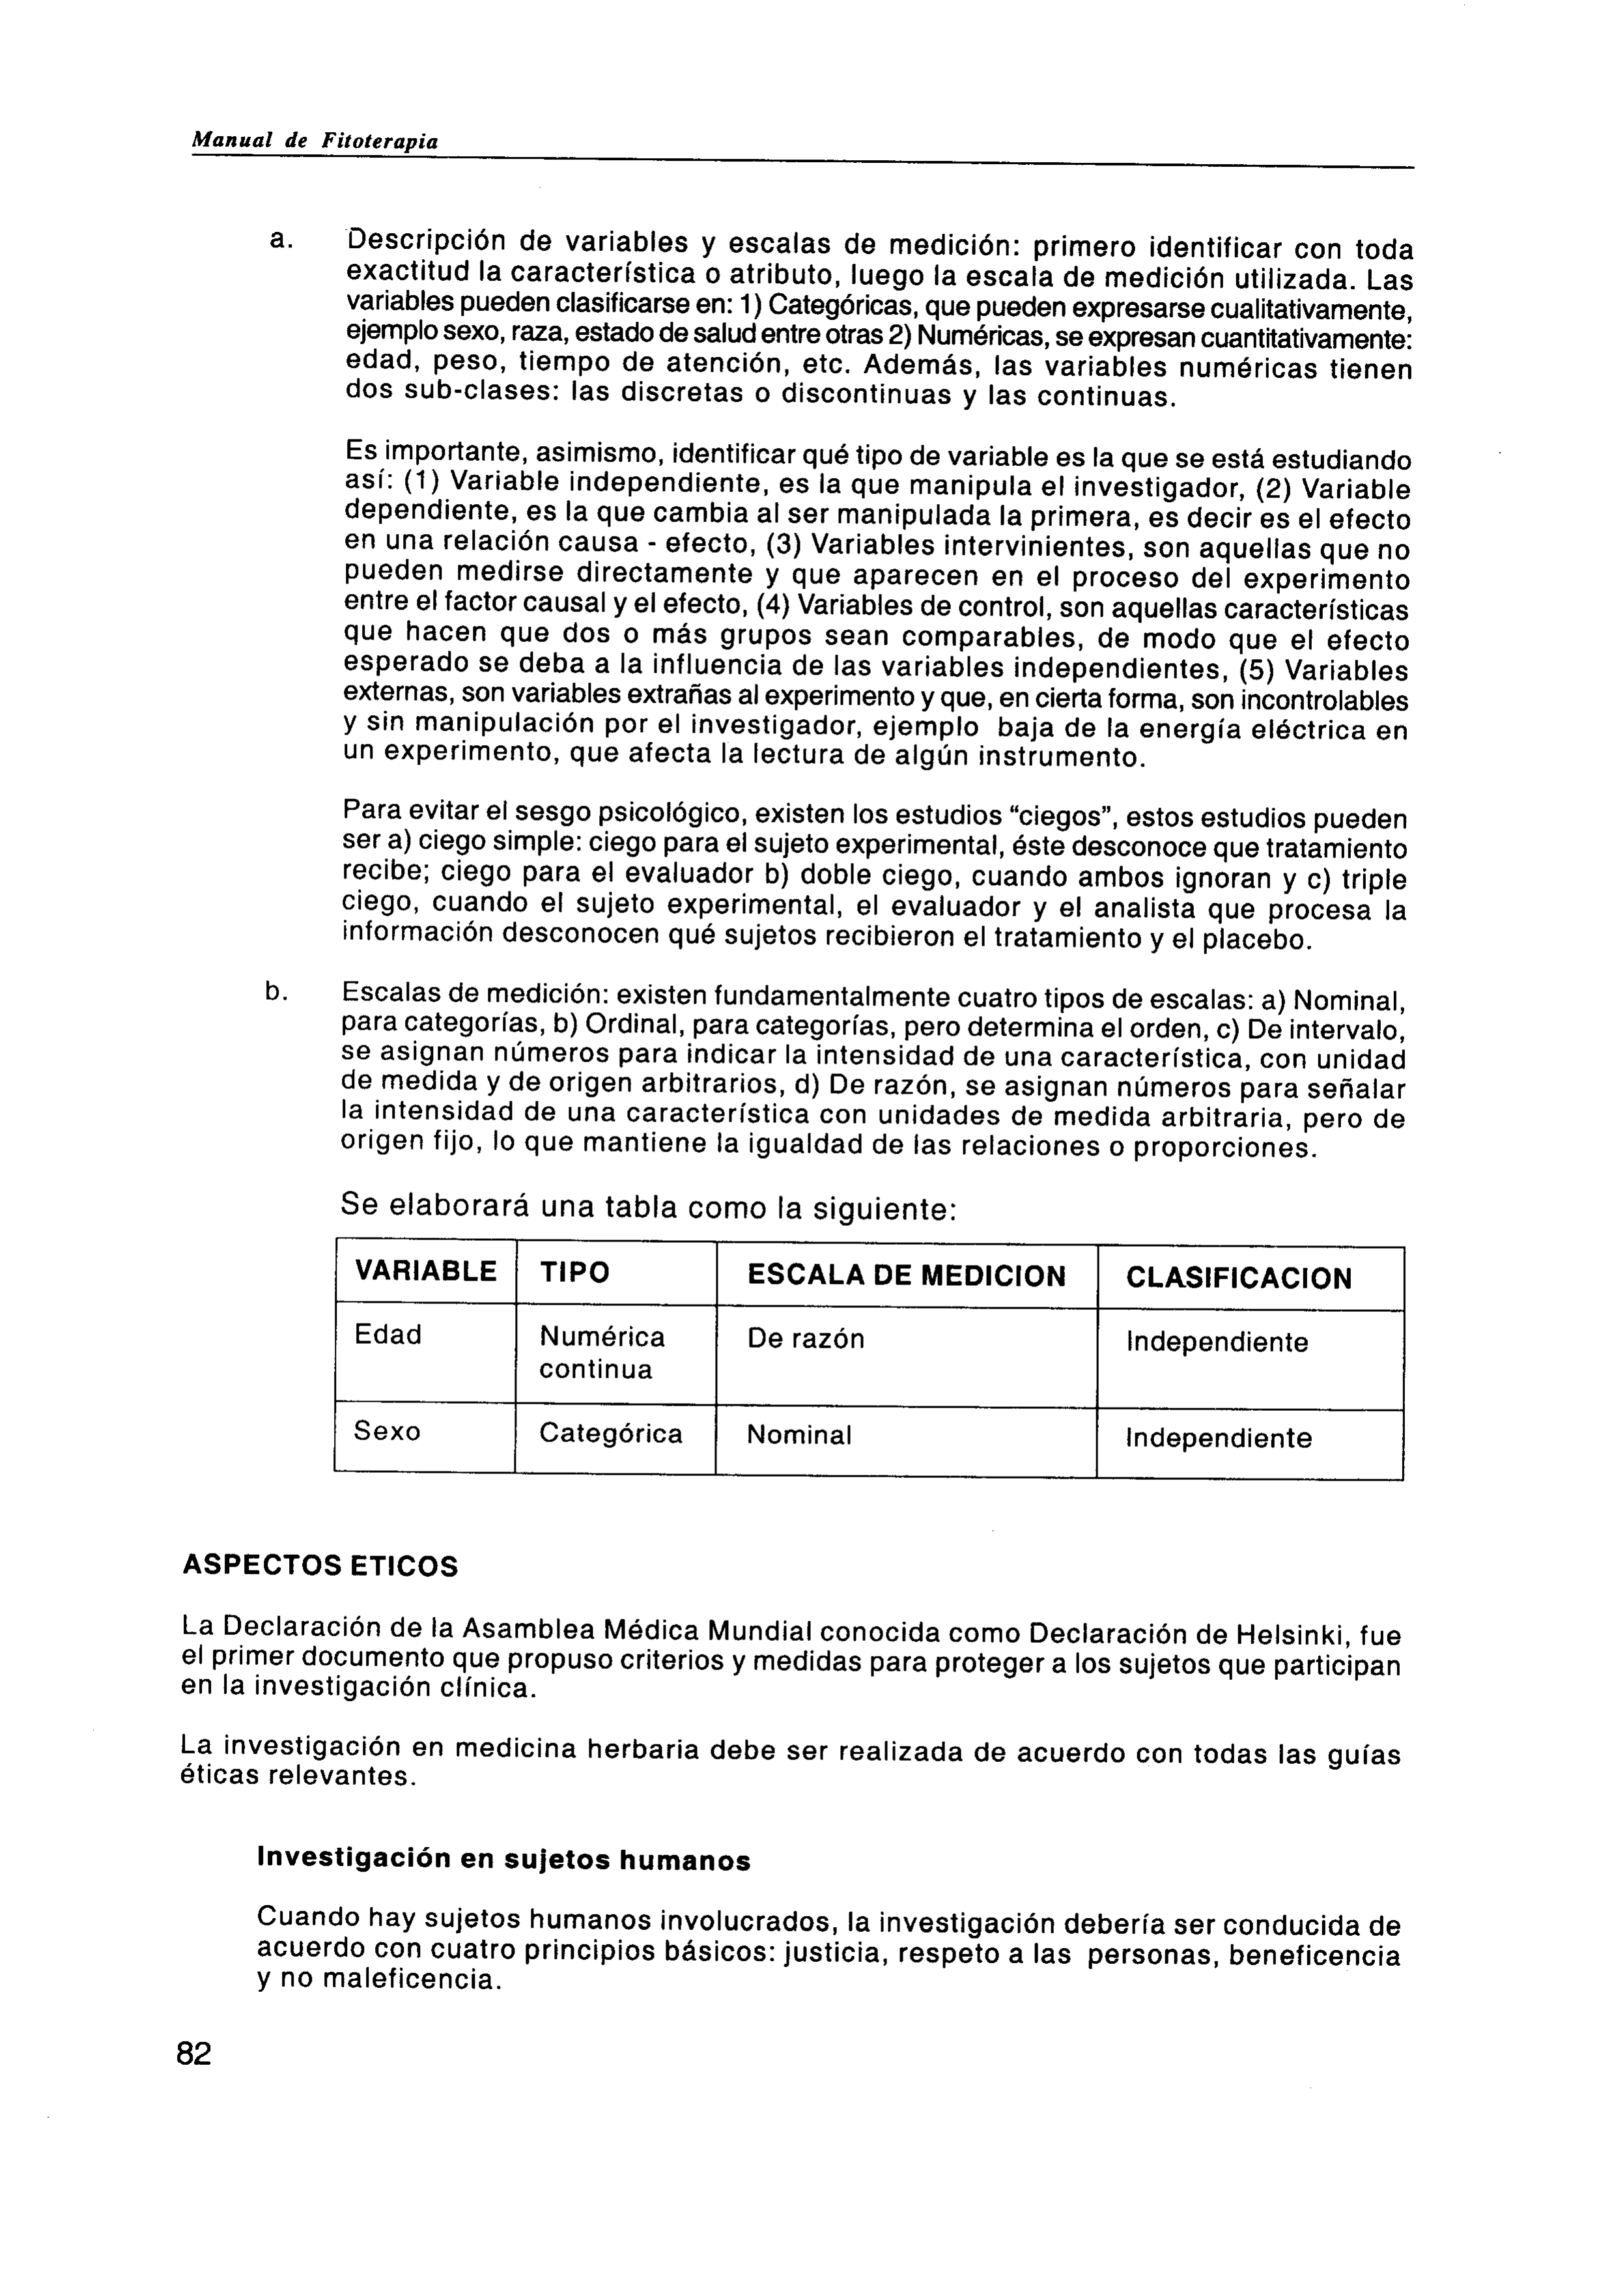 Manual de Fitoterapia
a. Descripción de variables y escalas de medición: primero identificar con toda
exactitud la característica o atributo, luego la escala de medición utilizada. Las
variables pueden clasificarse en: 1) Categóricas, que pueden expresarse cualitativamente,
ejemplo sexo, raza, estado de salud entre otras 2) Numéricas, se expresan cuantitativamente:
edad, peso, tiempo de atención, etc. Además, las variables numéricas tienen
dos sub-clases: las discretas o discontinuas y las continuas.
Es importante, asimismo, identificar qué tipo de variable es la que se está estudiando
así: (1) Variable independiente, es la que manipula el investigador, (2) Variable
dependiente, es la que cambia al ser manipulada la primera, es decir es el efecto
en una relación causa - efecto, (3) Variables intervinientes, son aquellas que no
pueden medirse directamente y que aparecen en el proceso del experimento
entre el factor causal y el efecto, (4) Variables de control, son aquellas características
que hacen que dos o más grupos sean comparables, de modo que el efecto
esperado se deba a la influencia de las variables independientes, (5) Variables
externas, son variables extrañas al experimento y que, en cierta forma, son incontrolables
y sin manipulación por el investigador, ejemplo baja de la energía eléctrica en
un experimento, que afecta la lectura de algún instrumento.
Para evitar el sesgo psicológico, existen los estudios “ciegos”, estos estudios pueden
ser a) ciego simple: ciego para el sujeto experimental, éste desconoce que tratamiento
recibe; ciego para el evaluador b) doble ciego, cuando ambos ignoran y c) triple
ciego, cuando el sujeto experimental, el evaluador y el analista que procesa la
información desconocen qué sujetos recibieron el tratamiento y el placebo.
b. Escalas de medición: existen fundamentalmente cuatro tipos de escalas: a) Nominal,
para categorías, b) Ordinal, para categorías, pero determina el orden, c) De intervalo,
se asignan números para indicar la intensidad de una característica, con unidad
de medida y de origen arbitrarios, d) De razón, se asignan números para señalar
la intensidad de una característica con unidades de medida arbitraria, pero de
origen fijo, lo que mantiene la igualdad de las relaciones o proporciones.
Se elaborará una tabla como la siguiente:
VARIABLE TIPO ESCALA DE MEDICION CLASIFICACION
Edad Numérica De razón Independiente
continua
Sexo Categórica Nominal Independiente
ASPECTOS ETICOS
La Declaración de la Asamblea Médica Mundial conocida como Declaración de Helsinki, fue
el primer documento que propuso criterios y medidas para proteger a los sujetos que participan
en la investigación clínica.
La investigación en medicina herbaria debe ser realizada de acuerdo con todas las guías
éticas relevantes.
Investigación en sujetos humanos
Cuando hay sujetos humanos involucrados, la investigación debería ser conducida de
acuerdo con cuatro principios básicos: justicia, respeto a las personas, beneficencia
y no maleficencia.
82